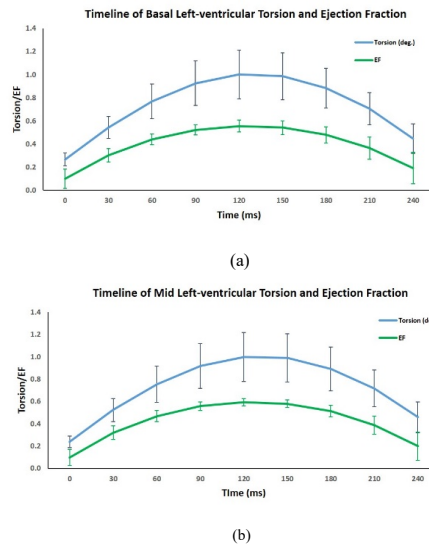 Timeline of Basal Left-ventricular Torsion and Ejection Fraction
1.4
1.2
1.0
0.8
0.6
0.4
0.2
0.0
Torsion/EF
Torsion (deg.)
EF
0 30 60 90 120 150 180 210 240
Time (ms)
(a)
Timeline of Mid Left-ventricular Torsion and Ejection Fraction
1.4
1.2
1.0
0.8
0.6
0.4
0.2
0.0
Torsion/EF
Torsion (d
EF
0 30 60 90 120 150 180 210 240
TIme (ms)
(b)